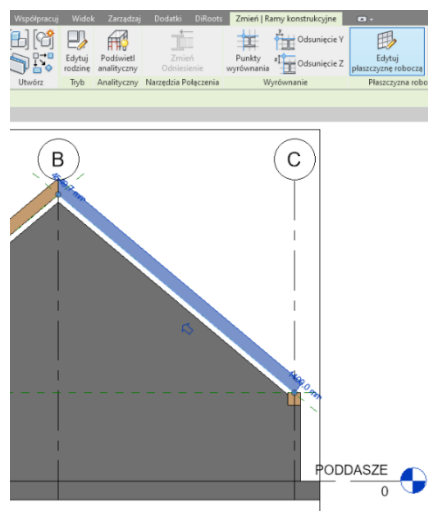 Współpracuj Widok Zarządzaj Dodatki DiRoots Zmień | Ramy konstrukcyjne
Edytuj rodzinę
Podświetl analityczny
Zmień Odniesienie
Punkty wyrównania
Odsunięcie Y
Odsunięcie Z
Edytuj płaszczyznę roboczą
Utwórz Tryb Analityczny Narzędzia Połączenia Wyrównanie Płaszczyzna robo
B C
PODDASZE
0